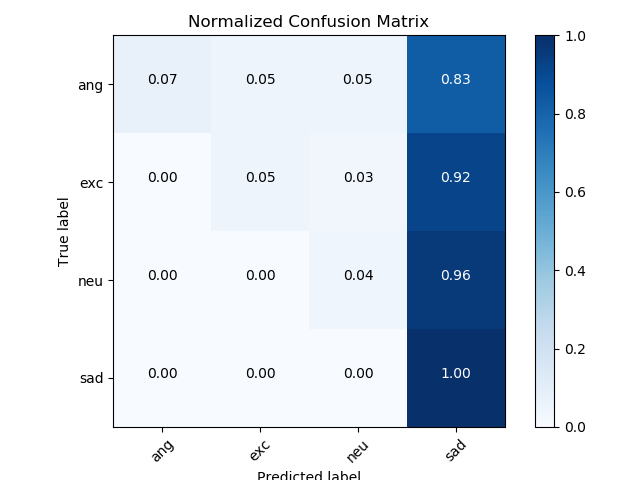 Normalized Confusion Matrix
True label
ang 0.07 0.05 0.05 0.83
exc 0.00 0.05 0.03 0.92
neu 0.00 0.00 0.04 0.96
sad 0.00 0.00 0.00 1.00
ang exc neu sad
Predicted label
1.0
0.8
0.6
0.4
0.2
0.0